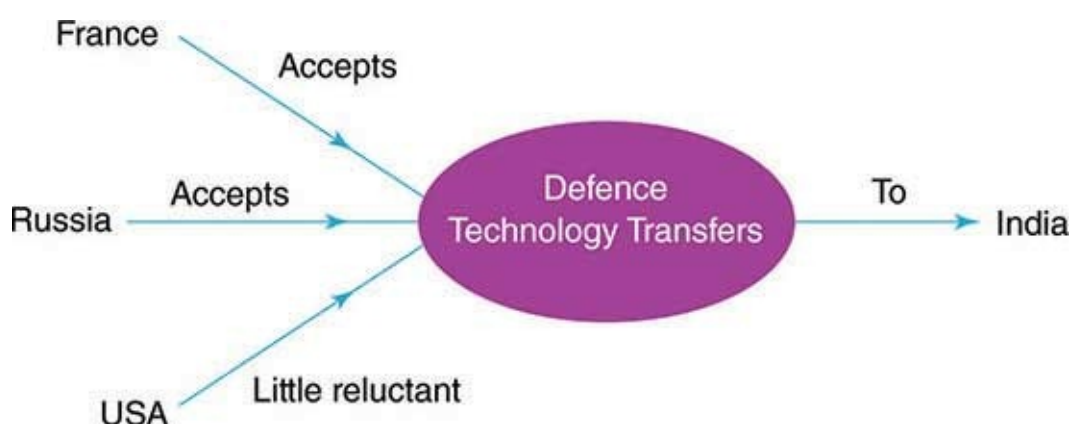 France
Accepts
Russia
Accepts
Defence
Technology Transfers
To
India
USA
Little reluctant